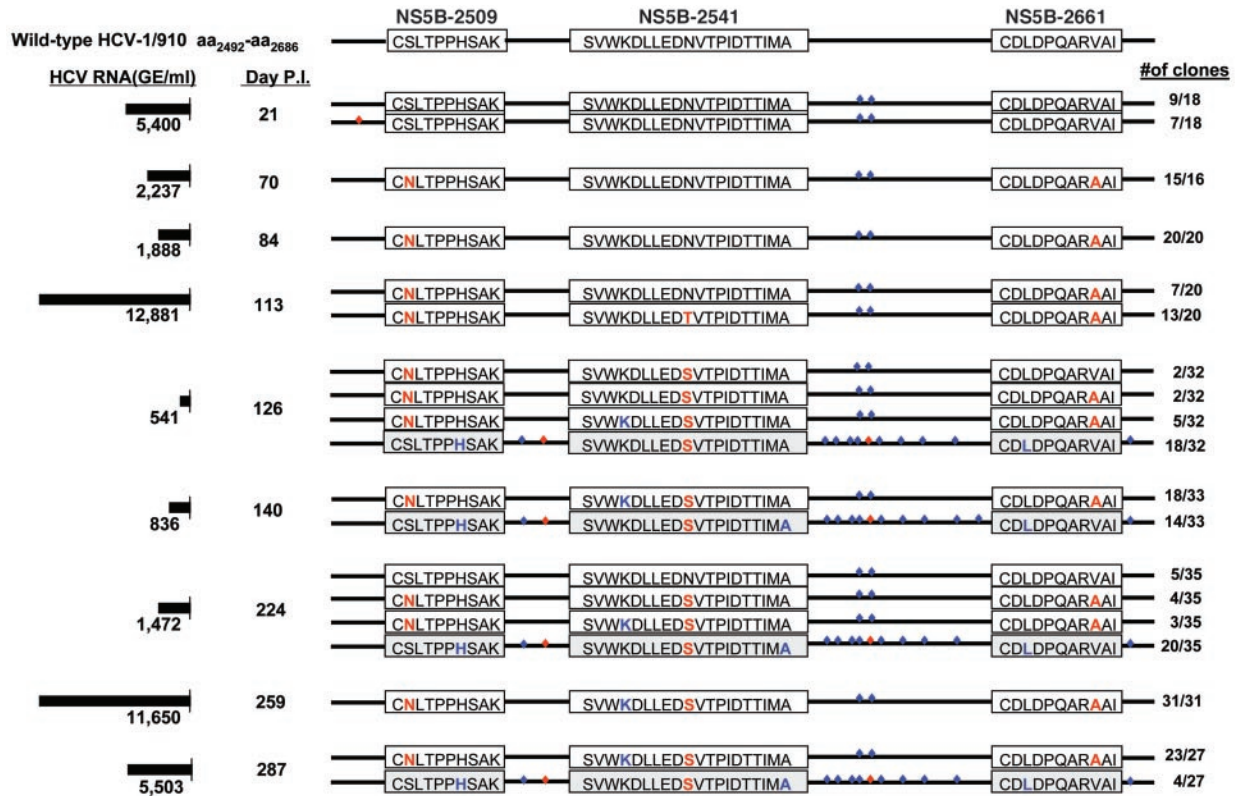 NS5B-2509 NS5B-2541 NS5B-2661
Wild-type HCV-1/910 aa2492-aa2686 CSLTPPHSAK SVWKDLLEDNVTPIDTTIMA CDLDPQARVAI
HCV RNA(GE/ml) Day P.I. #of clones
5,400 21 CSLTPPHSAK SVWKDLLEDNVTPIDTTIMA CDLDPQARVAI 9/18
CSLTPPHSAK SVWKDLLEDNVTPIDTTIMA CDLDPQARVAI 7/18
2,237 70 CNLTPPHSAK SVWKDLLEDNVTPIDTTIMA CDLDPQARAAI 15/16
1,888 84 CNLTPPHSAK SVWKDLLEDNVTPIDTTIMA CDLDPQARAAI 20/20
12,881 113 CNLTPPHSAK SVWKDLLEDNVTPIDTTIMA CDLDPQARAAI 7/20
CNLTPPHSAK SVWKDLLEDTVTPIDTTIMA CDLDPQARAAI 13/20
541 126 CNLTPPHSAK SVWKDLLEDSVTPIDTTIMA CDLDPQARVAI 2/32
CNLTPPHSAK SVWKDLLEDSVTPIDTTIMA CDLDPQARAAI 2/32
CNLTPPHSAK SVWKDLLEDSVTPIDTTIMA CDLDPQARAAI 5/32
CSLTPPHSAK SVWKDLLEDSVTPIDTTIMA CDLDPQARVAI 18/32
836 140 CNLTPPHSAK SVWKDLLEDSVTPIDTTIMA CDLDPQARAAI 18/33
CSLTPPHSAK SVWKDLLEDSVTPIDTTIMA CDLDPQARVAI 14/33
1,472 224 CSLTPPHSAK SVWKDLLEDNVTPIDTTIMA CDLDPQARVAI 5/35
CNLTPPHSAK SVWKDLLEDSVTPIDTTIMA CDLDPQARAAI 4/35
CNLTPPHSAK SVWKDLLEDSVTPIDTTIMA CDLDPQARAAI 3/35
CSLTPPHSAK SVWKDLLEDSVTPIDTTIMA CDLDPQARVAI 20/35
11,650 259 CNLTPPHSAK SVWKDLLEDSVTPIDTTIMA CDLDPQARAAI 31/31
5,503 287 CNLTPPHSAK SVWKDLLEDSVTPIDTTIMA CDLDPQARAAI 23/27
CSLTPPHSAK SVWKDLLEDSVTPIDTTIMA CDLDPQARVAI 4/27